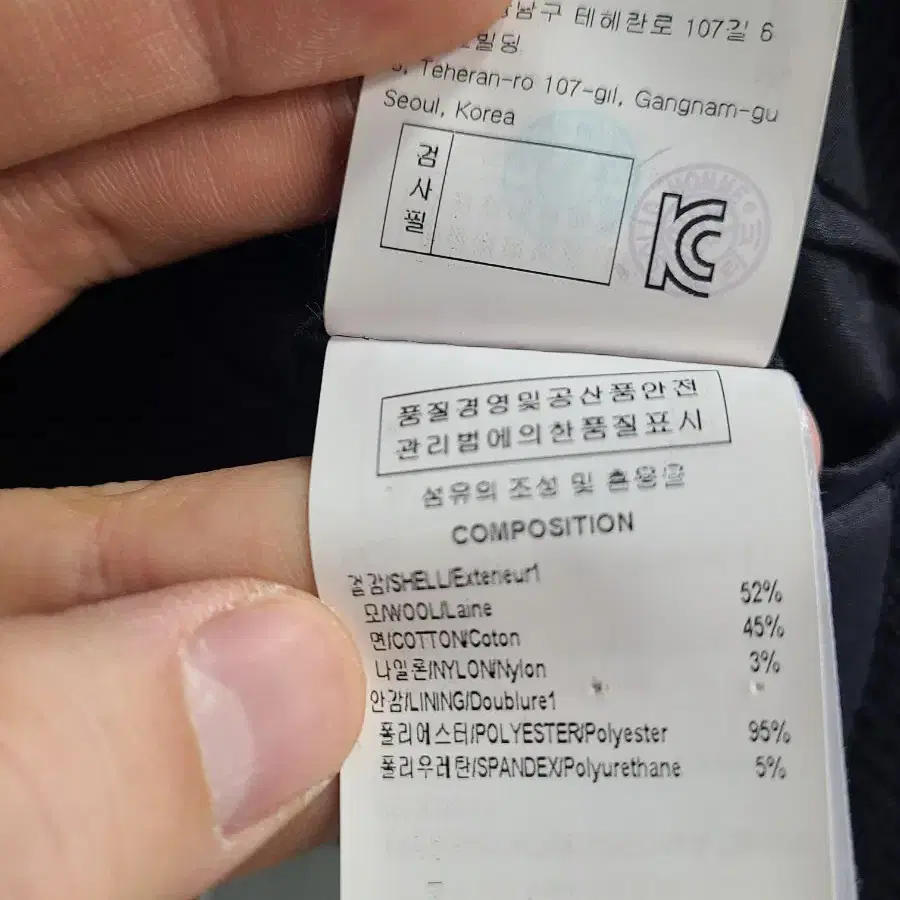 남구 테헤란로 107길 6
빌딩
Teheran-ro 107-gil, Gangnam-gu
Seoul, Korea
검
사
필
KC
HOMME
품질경영및공산품안전
관리법에의한품질표시
섬유의 조성 및 혼용율
COMPOSITION
겉감/SHELL/Exterieur1
모/WOOL/Laine 52%
면/COTTON/Coton 45%
나일론/NYLON/Nylon 3%
안감/LINING/Doublure1
폴리에스터/POLYESTER/Polyester 95%
폴리우레탄/SPANDEX/Polyurethane 5%